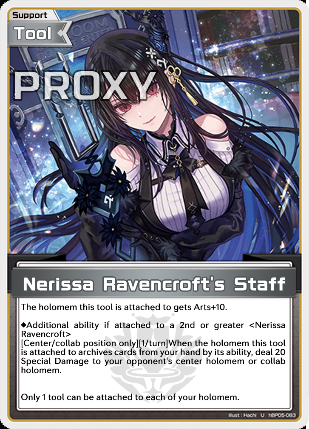 Support
Tool
PROXY
Nerissa Ravencroft's Staff
The holomem this tool is attached to gets Arts+10.
◆Additional ability if attached to a 2nd or greater <Nerissa
Ravencroft>
[Center/collab position only][1/turn]When the holomem this
tool is attached to archives cards from your hand by its ability, deal 20
Special Damage to your opponent's center holomem or collab
holomem.
Only 1 tool can be attached to each of your holomem.
Illust : Hachi U hBP05-083